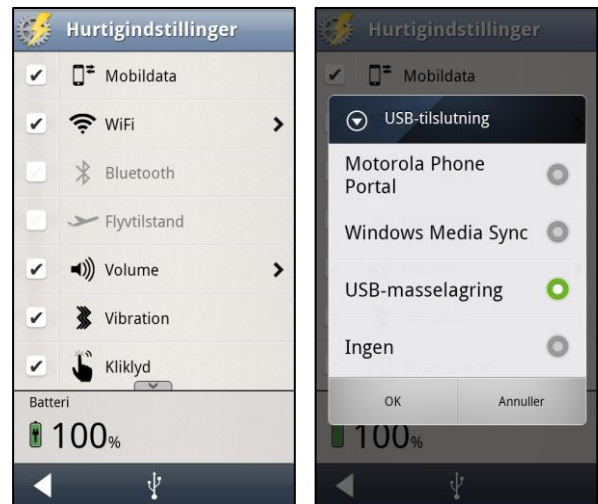 Hurtigindstillinger
Mobildata
WiFi
Bluetooth
Flyvtilstand
Volume
Vibration
Kliklyd
Batteri
100%
Hurtigindstillinger
Mobildata
USB-tilslutning
Motorola Phone
Portal
Windows Media Sync
USB-masselagring
Ingen
OK Annuller
100%